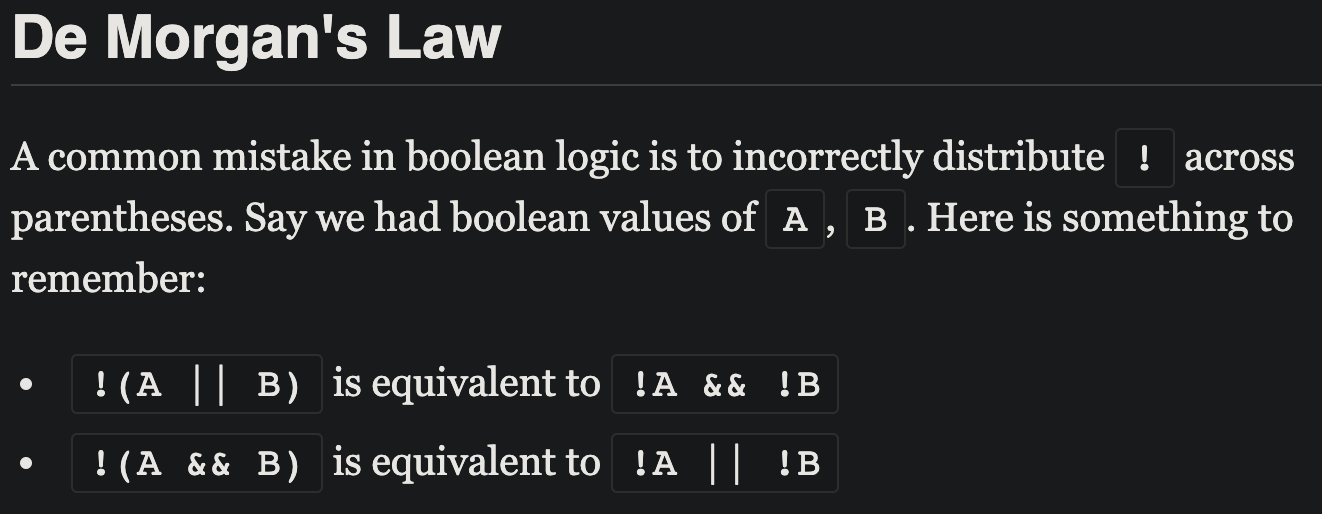 De Morgan's Law
A common mistake in boolean logic is to incorrectly distribute ! across
parentheses. Say we had boolean values of A, B. Here is something to
remember:
• !(A || B) is equivalent to !A && !B
• !(A && B) is equivalent to !A || !B